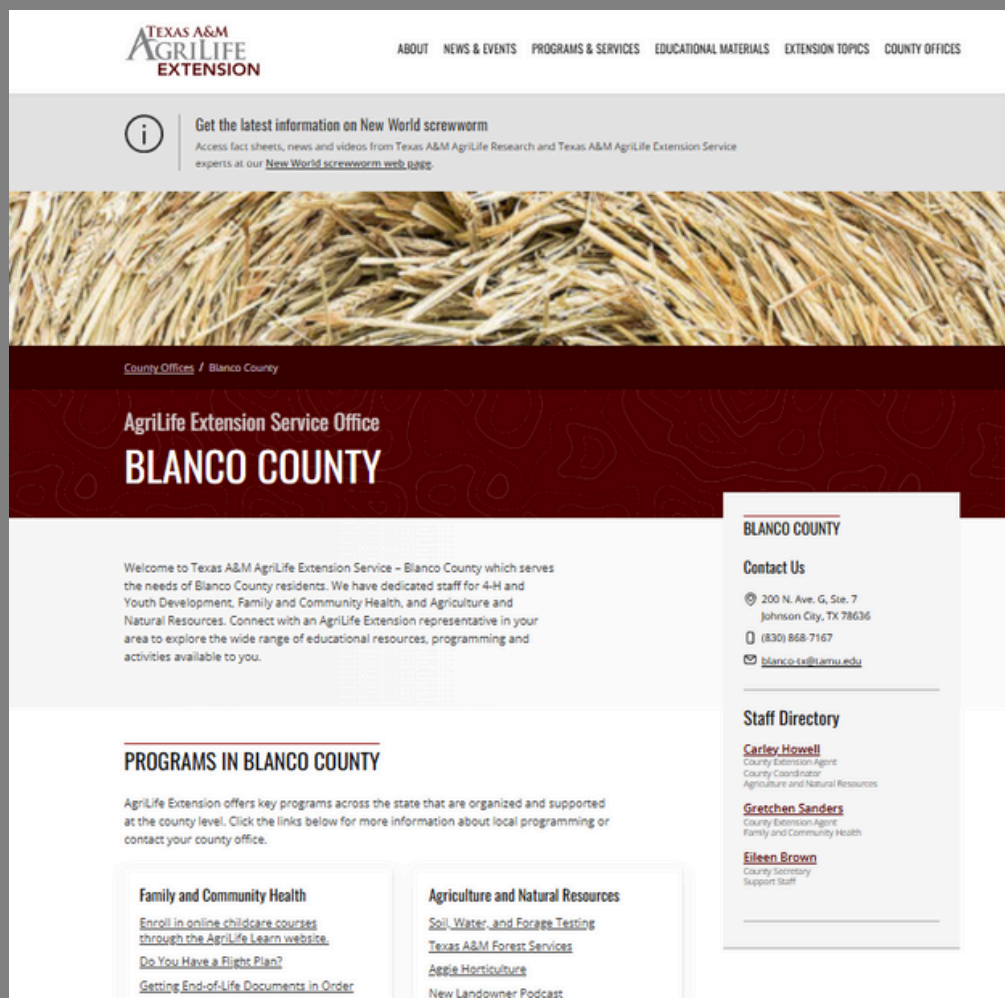 TEXAS A&M
AGRILIFE
EXTENSION
ABOUT NEWS & EVENTS PROGRAMS & SERVICES EDUCATIONAL MATERIALS EXTENSION TOPICS COUNTY OFFICES
Get the latest information on New World screwworm
Access fact sheets, news and videos from Texas A&M AgriLife Research and Texas A&M AgriLife Extension Service
experts at our New World screwworm web page.
County Offices / Blanco County
AgriLife Extension Service Office
BLANCO COUNTY
Welcome to Texas A&M AgriLife Extension Service – Blanco County which serves
the needs of Blanco County residents. We have dedicated staff for 4-H and
Youth Development, Family and Community Health, and Agriculture and
Natural Resources. Connect with an AgriLife Extension representative in your
area to explore the wide range of educational resources, programming and
activities available to you.
PROGRAMS IN BLANCO COUNTY
AgriLife Extension offers key programs across the state that are organized and supported
at the county level. Click the links below for more information about local programming or
contact your county office.
Family and Community Health
Enroll in online childcare courses
through the AgriLife Learn website.
Do You Have a Flight Plan?
Getting End-of-Life Documents in Order
Agriculture and Natural Resources
Soil, Water, and Forage Testing
Texas A&M Forest Services
Aggie Horticulture
New Landowner Podcast
BLANCO COUNTY
Contact Us
200 N. Ave. G, Ste. 7
Johnson City, TX 78636
(830) 868-7167
blanco-tx@tamu.edu
Staff Directory
Carley Howell
County Extension Agent
County Coordinator
Agriculture and Natural Resources
Gretchen Sanders
County Extension Agent
Family and Community Health
Eileen Brown
County Secretary
Support Staff